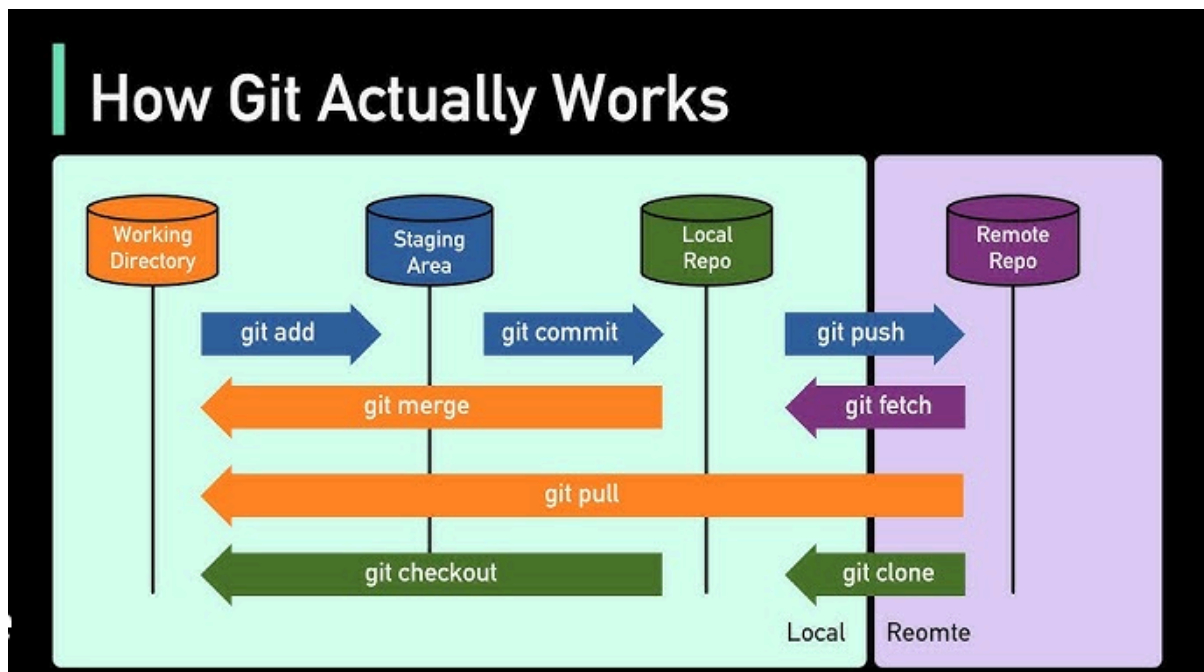 How Git Actually Works
Working
Directory
Staging
Area
Local
Repo
Remote
Repo
git add
git commit
git push
git merge
git fetch
git pull
git checkout
git clone
Local
Reomte